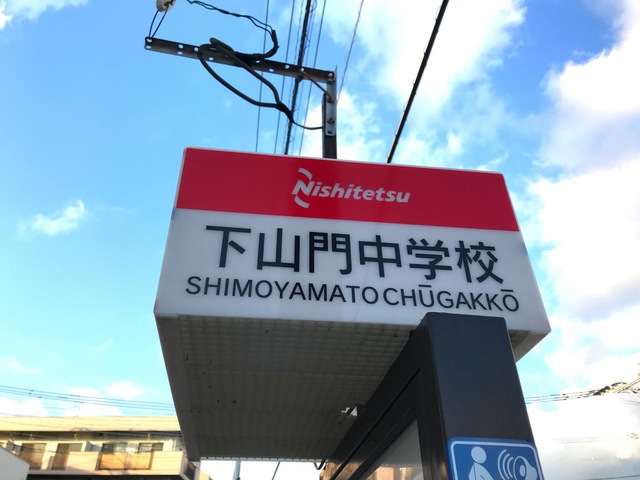 Nishitetsu
下山門中学校
SHIMOYAMATO CHŪGAKKŌ